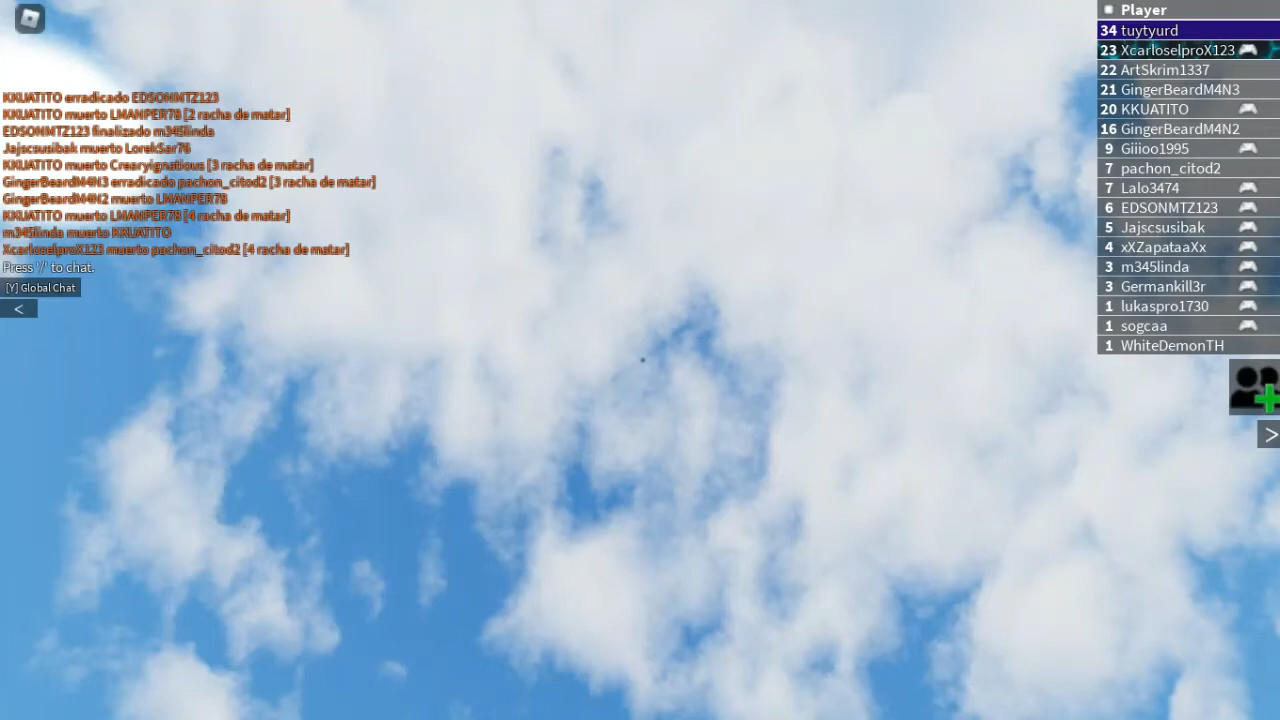 KKUATITO erradicado EDSONMTZ123
KKUATITO muerto LMANPER78 [2 racha de matar]
EDSONMTZ123 finalizado m345linda
Jajscsusibak muerto LorekSar76
KKUATITO muerto Crearyignatious [3 racha de matar]
GingerBeardM4N3 erradicado pachon_citod2 [3 racha de matar]
GingerBeardM4N2 muerto LMANPER78
KKUATITO muerto LMANPER78 [4 racha de matar]
m345linda muerto KKUATITO
XcarloselproX123 muerto pachon_citod2 [4 racha de matar]
Press '/' to chat.
[Y] Global Chat
<
Player
34 tuytyurd
23 XcarloselproX123
22 ArtSkrim1337
21 GingerBeardM4N3
20 KKUATITO
16 GingerBeardM4N2
9 Giiioo1995
7 pachon_citod2
7 Lalo3474
6 EDSONMTZ123
5 Jajscsusibak
4 xXZapataaXx
3 m345linda
3 Germankill3r
1 lukaspro1730
1 sogcaa
1 WhiteDemonTH
>